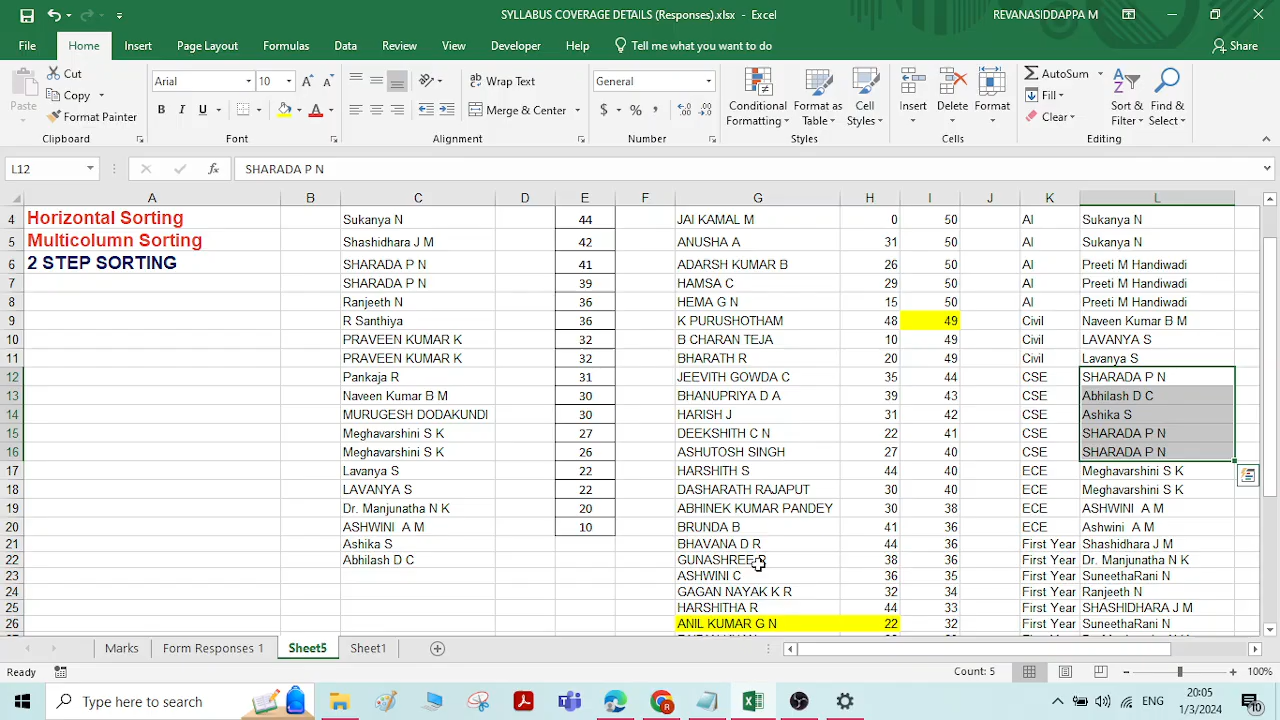 SYLLABUS COVERAGE DETAILS (Responses).xlsx - Excel
REVANASIDDAPPA M
File Home Insert Page Layout Formulas Data Review View Developer Help Tell me what you want to do Share
Paste
Cut
Copy
Format Painter
Clipboard
Arial 10
B I U
Font
Wrap Text
Merge & Center
Alignment
General
$ % ,
Number
Conditional Formatting
Format as Table
Cell Styles
Styles
Insert Delete Format
Cells
AutoSum
Fill
Clear
Sort & Filter
Find & Select
Editing
L12 fx SHARADA P N
A B C D E F G H I J K L
4 Horizontal Sorting Sukanya N 44 JAI KAMAL M 0 50 AI Sukanya N
5 Multicolumn Sorting Shashidhara J M 42 ANUSHA A 31 50 AI Sukanya N
6 2 STEP SORTING SHARADA P N 41 ADARSH KUMAR B 26 50 AI Preeti M Handiwadi
7 SHARADA P N 39 HAMSA C 29 50 AI Preeti M Handiwadi
8 Ranjeeth N 36 HEMA G N 15 50 AI Preeti M Handiwadi
9 R Santhiya 36 K PURUSHOTHAM 48 49 Civil Naveen Kumar B M
10 PRAVEEN KUMAR K 32 B CHARAN TEJA 10 49 Civil LAVANYA S
11 PRAVEEN KUMAR K 32 BHARATH R 20 49 Civil Lavanya S
12 Pankaja R 31 JEEVITH GOWDA C 35 44 CSE SHARADA P N
13 Naveen Kumar B M 30 BHANUPRIYA D A 39 43 CSE Abhilash D C
14 MURUGESH DODAKUNDI 30 HARISH J 31 42 CSE Ashika S
15 Meghavarshini S K 27 DEEKSHITH C N 22 41 CSE SHARADA P N
16 Meghavarshini S K 26 ASHUTOSH SINGH 27 40 CSE SHARADA P N
17 Lavanya S 22 HARSHITH S 44 40 ECE Meghavarshini S K
18 LAVANYA S 22 DASHARATH RAJAPUT 30 40 ECE Meghavarshini S K
19 Dr. Manjunatha N K 20 ABHINEK KUMAR PANDEY 30 38 ECE ASHWINI A M
20 ASHWINI A M 10 BRUNDA B 41 36 ECE Ashwini A M
21 Ashika S BHAVANA D R 44 36 First Year Shashidhara J M
22 Abhilash D C GUNASHREE 38 36 First Year Dr. Manjunatha N K
23 ASHWINI C 36 35 First Year SuneethaRani N
24 GAGAN NAYAK K R 32 34 First Year Ranjeeth N
25 HARSHITHA R 44 33 First Year SHASHIDHARA J M
26 ANIL KUMAR G N 22 32 First Year SuneethaRani N
Marks Form Responses 1 Sheet5 Sheet1
Ready Count: 5 100%
Type here to search
ENG
20:05
1/3/2024
10